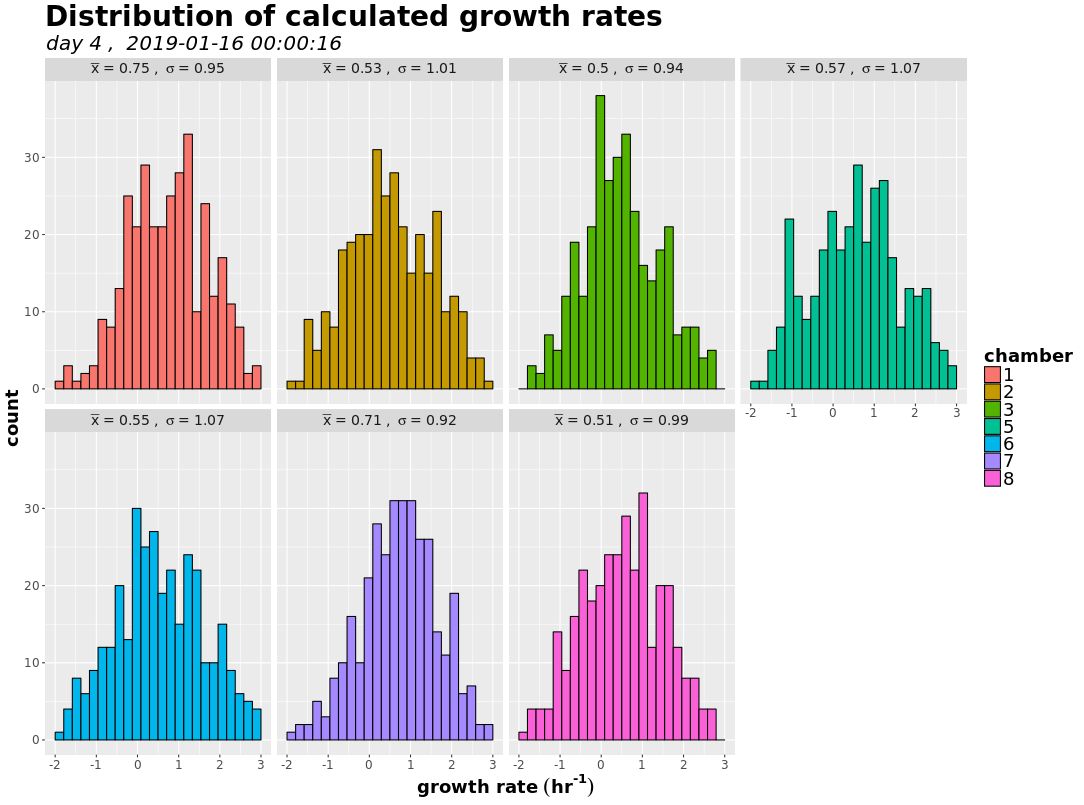 Distribution of calculated growth rates
day 4 ,  2019-01-16 00:00:16
x̅ = 0.75 ,  σ = 0.95
x̅ = 0.53 ,  σ = 1.01
x̅ = 0.5 ,  σ = 0.94
x̅ = 0.57 ,  σ = 1.07
30
20
10
0
-2 -1 0 1 2 3
chamber
1
2
3
5
6
7
8
count
x̅ = 0.55 ,  σ = 1.07
x̅ = 0.71 ,  σ = 0.92
x̅ = 0.51 ,  σ = 0.99
30
20
10
0
-2 -1 0 1 2 3
-2 -1 0 1 2 3
-2 -1 0 1 2 3
growth rate (hr⁻¹)